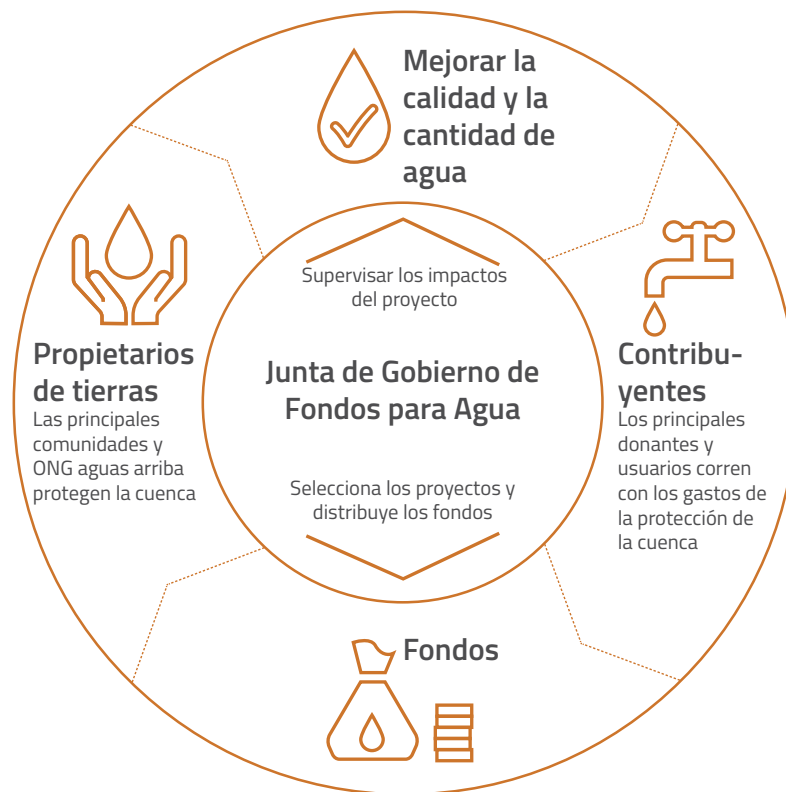 Mejorar la
calidad y la
cantidad de
agua
Supervisar los impactos
del proyecto
Propietarios
de tierras
Las principales
comunidades y
ONG aguas arriba
protegen la cuenca
Junta de Gobierno de
Fondos para Agua
Contribu-
yentes
Los principales
donantes y
usuarios corren
con los gastos de
la protección de
la cuenca
Selecciona los proyectos y
distribuye los fondos
Fondos